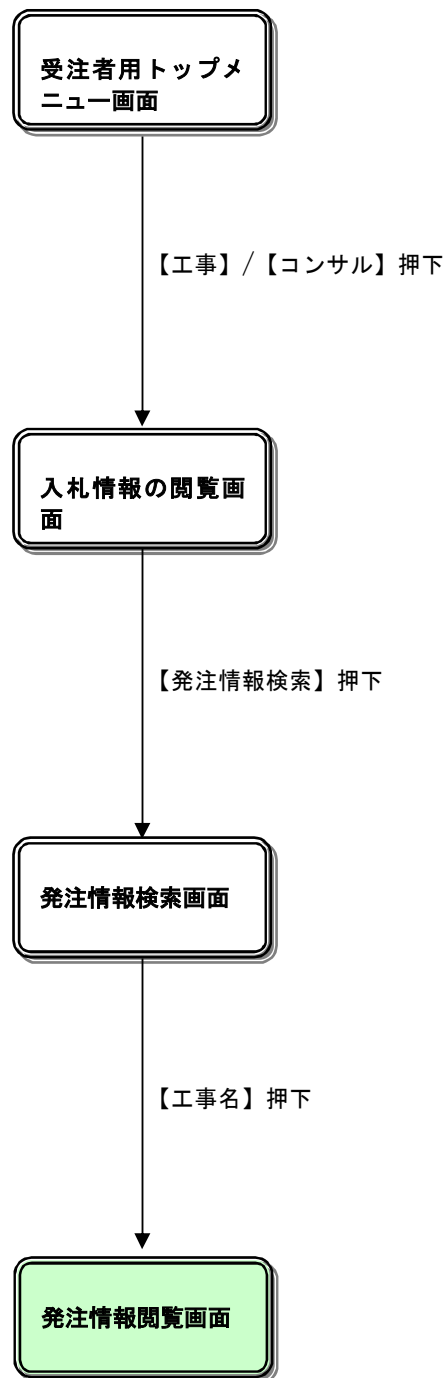 受注者用トップメ
ニュー画面
【工事】/【コンサル】押下
入札情報の閲覧画
面
【発注情報検索】押下
発注情報検索画面
【工事名】押下
発注情報閲覧画面